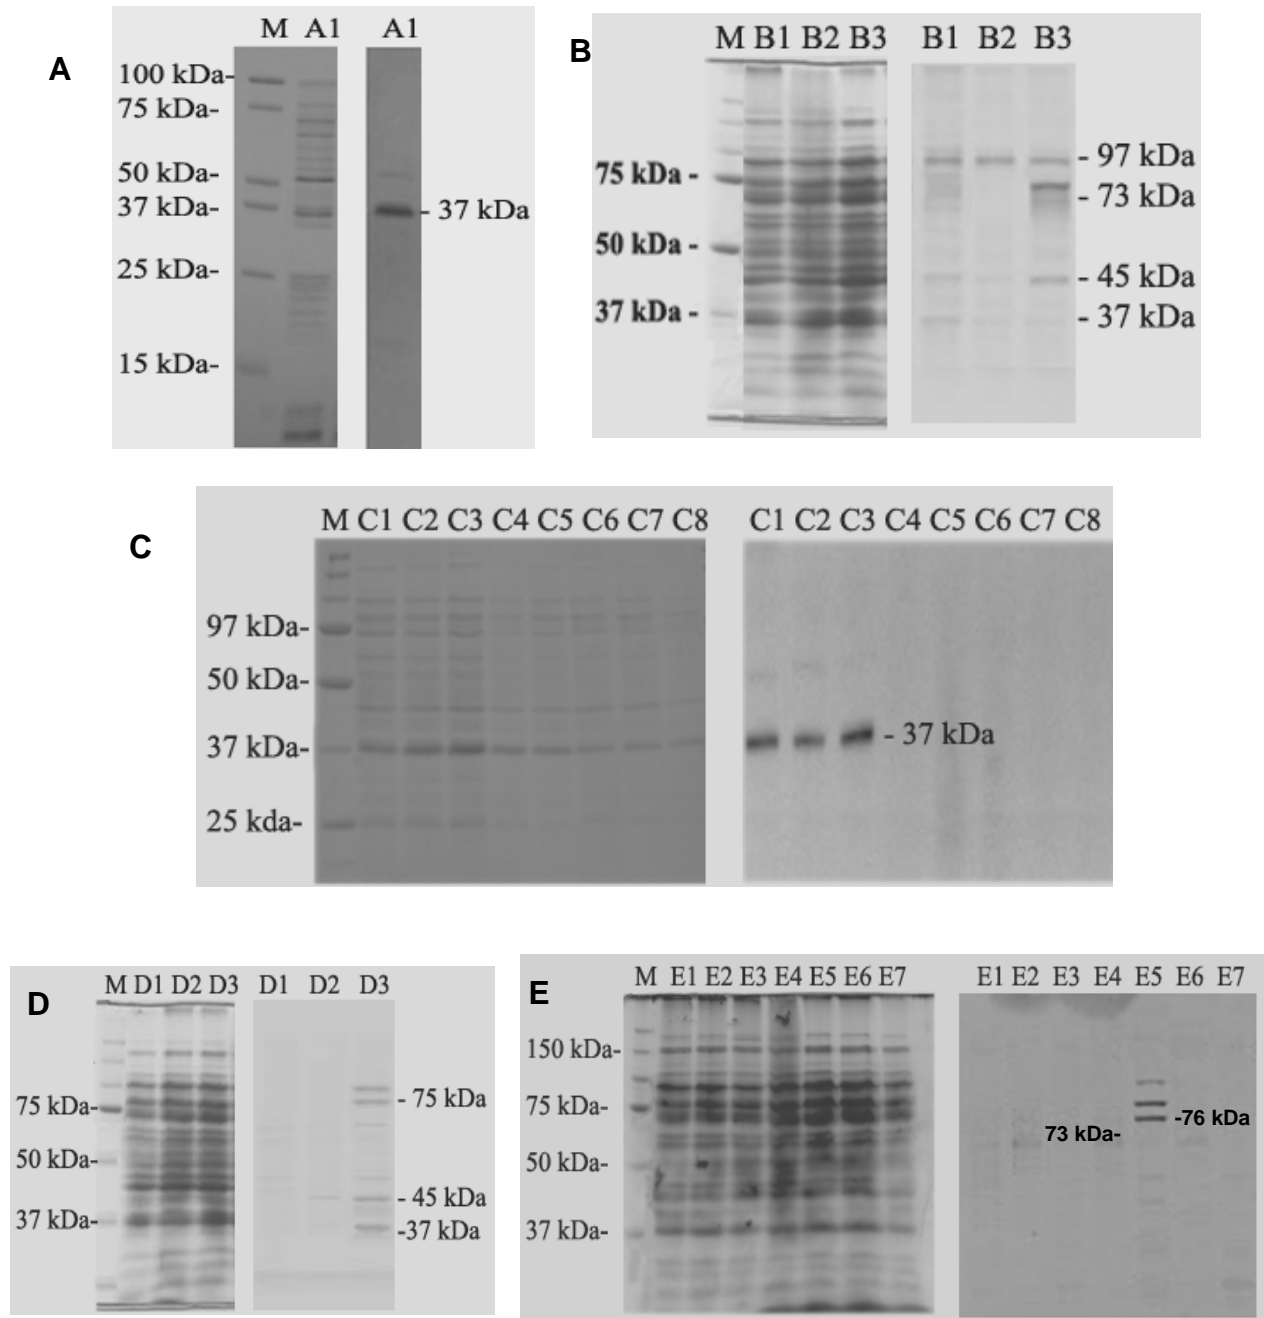 A
M A1 A1
100 kDa-
75 kDa-
50 kDa-
37 kDa-
- 37 kDa
25 kDa-
15 kDa-
B
M B1 B2 B3 B1 B2 B3
- 97 kDa
75 kDa -
- 73 kDa
50 kDa -
- 45 kDa
37 kDa -
- 37 kDa
C
M C1 C2 C3 C4 C5 C6 C7 C8 C1 C2 C3 C4 C5 C6 C7 C8
97 kDa-
50 kDa-
37 kDa-
- 37 kDa
25 kda-
D
M D1 D2 D3 D1 D2 D3
75 kDa-
- 75 kDa
50 kDa-
- 45 kDa
37 kDa-
-37 kDa
E
M E1 E2 E3 E4 E5 E6 E7 E1 E2 E3 E4 E5 E6 E7
150 kDa-
75 kDa-
-76 kDa
73 kDa-
50 kDa-
37 kDa-